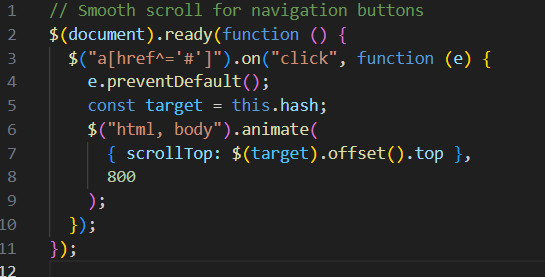 1 // Smooth scroll for navigation buttons
2 $(document).ready(function () {
3   $("a[href^='#']").on("click", function (e) {
4     e.preventDefault();
5     const target = this.hash;
6     $("html, body").animate(
7       { scrollTop: $(target).offset().top },
8       800
9     );
10   });
11 });
12